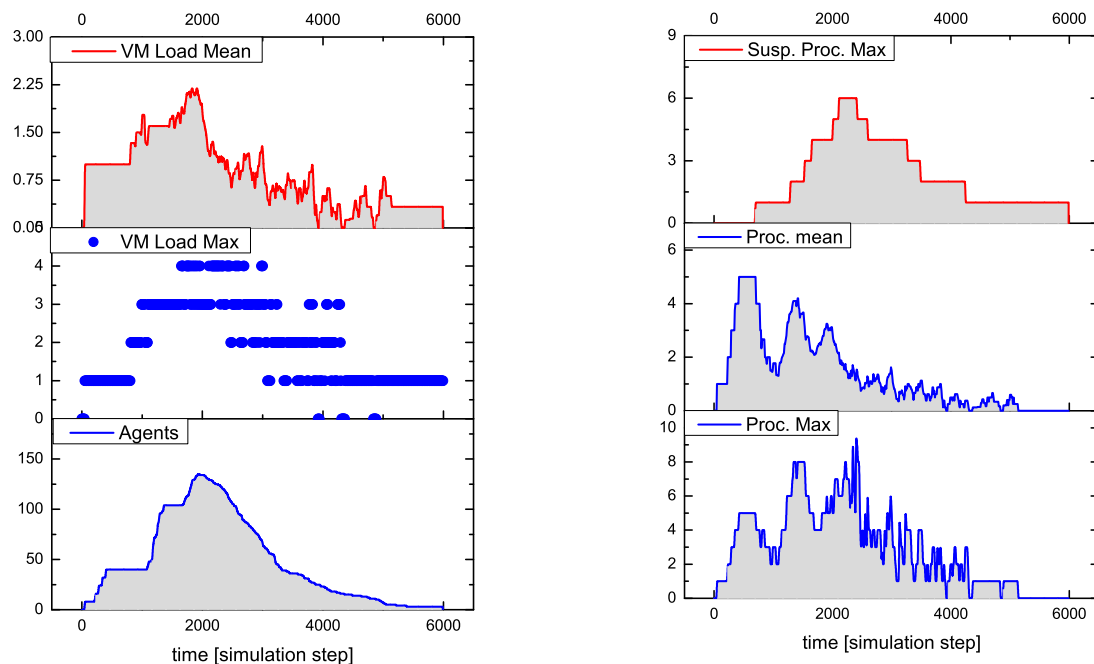 0 2000 4000 6000
3.00
VM Load Mean
2.25
1.50
0.75
0.00
VM Load Max
4
3
2
1
0
Agents
150
100
50
0
0 2000 4000 6000
time [simulation step]
0 2000 4000 6000
9
Susp. Proc. Max
6
3
0
Proc. mean
6
4
2
0
Proc. Max
10
8
6
4
2
0
0 2000 4000 6000
time [simulation step]